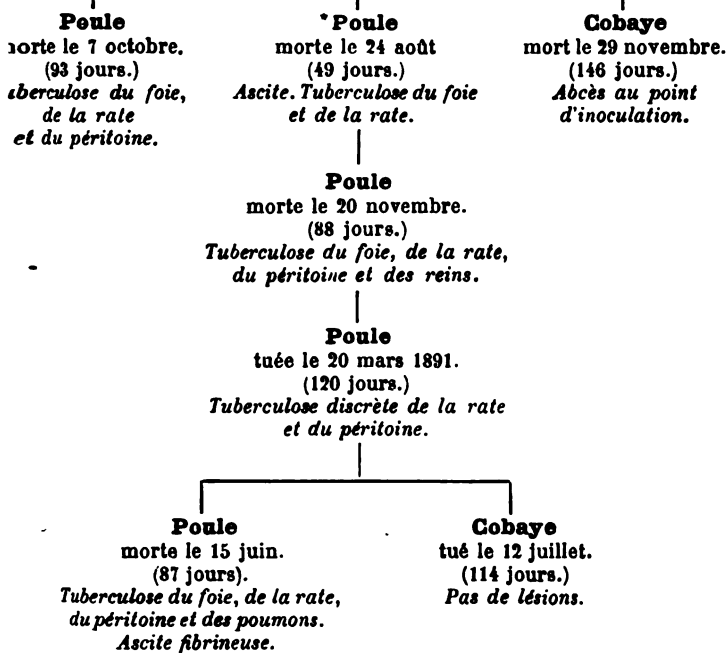 Poule
morte le 7 octobre.
(93 jours.)
tuberculose du foie,
de la rate
et du péritoine.
Poule
morte le 24 août
(49 jours.)
Ascite. Tuberculose du foie
et de la rate.
Cobaye
mort le 29 novembre.
(146 jours.)
Abcès au point
d'inoculation.
Poule
morte le 20 novembre.
(88 jours.)
Tuberculose du foie, de la rate,
du péritoine et des reins.
Poule
tuée le 20 mars 1891.
(120 jours.)
Tuberculose discrète de la rate
et du péritoine.
Poule
morte le 15 juin.
(87 jours).
Tuberculose du foie, de la rate,
du péritoine et des poumons.
Ascite fibrineuse.
Cobaye
tué le 12 juillet.
(114 jours.)
Pas de lésions.